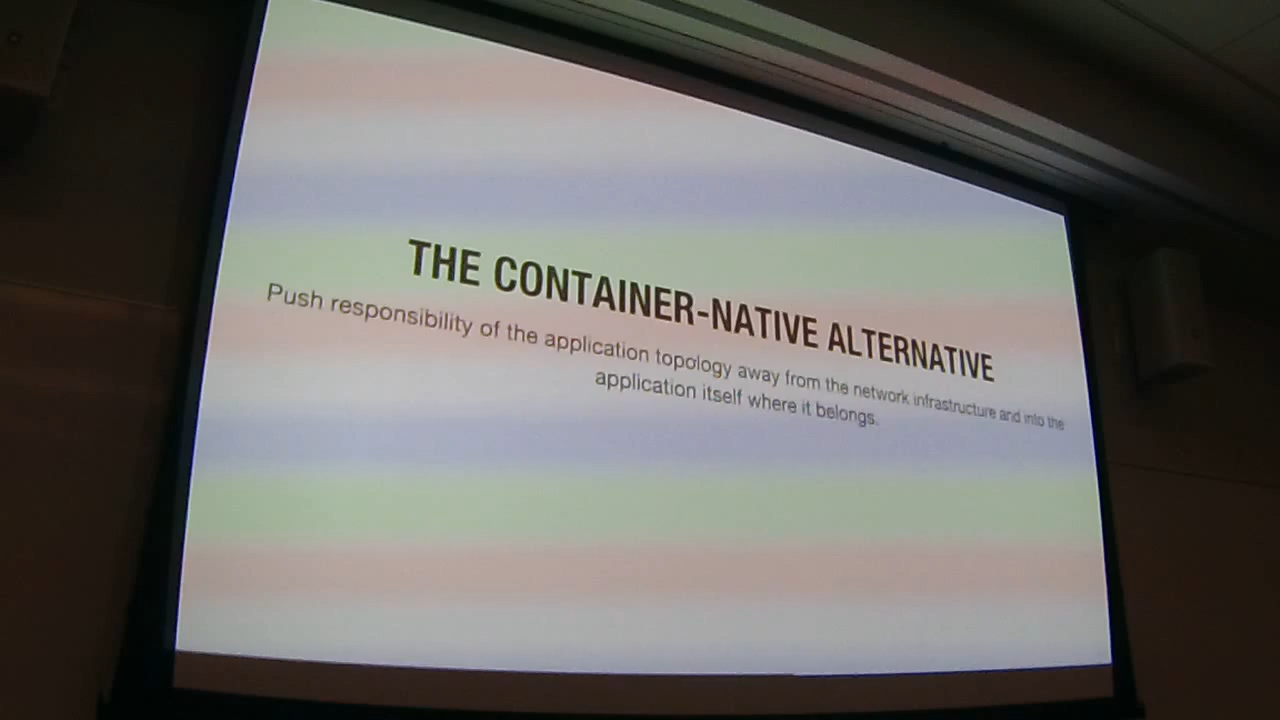 THE CONTAINER-NATIVE ALTERNATIVE
Push responsibility of the application topology away from the network infrastructure and into the
application itself where it belongs.